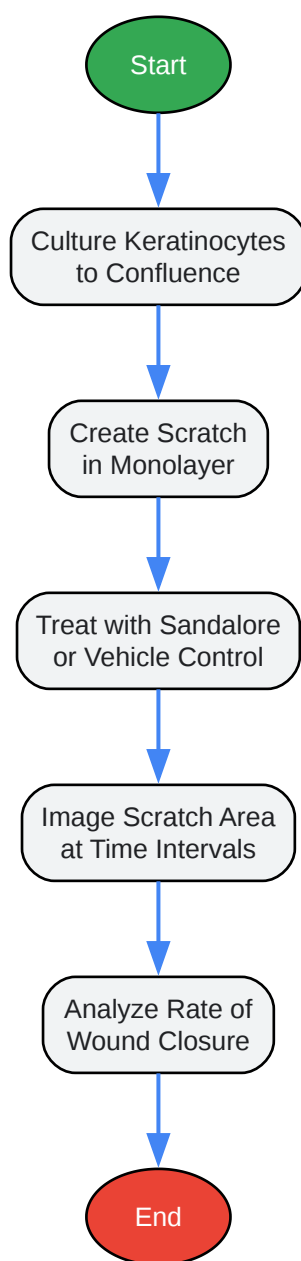 Start
Culture Keratinocytes
to Confluence
Create Scratch
in Monolayer
Treat with Sandalore
or Vehicle Control
Image Scratch Area
at Time Intervals
Analyze Rate of
Wound Closure
End